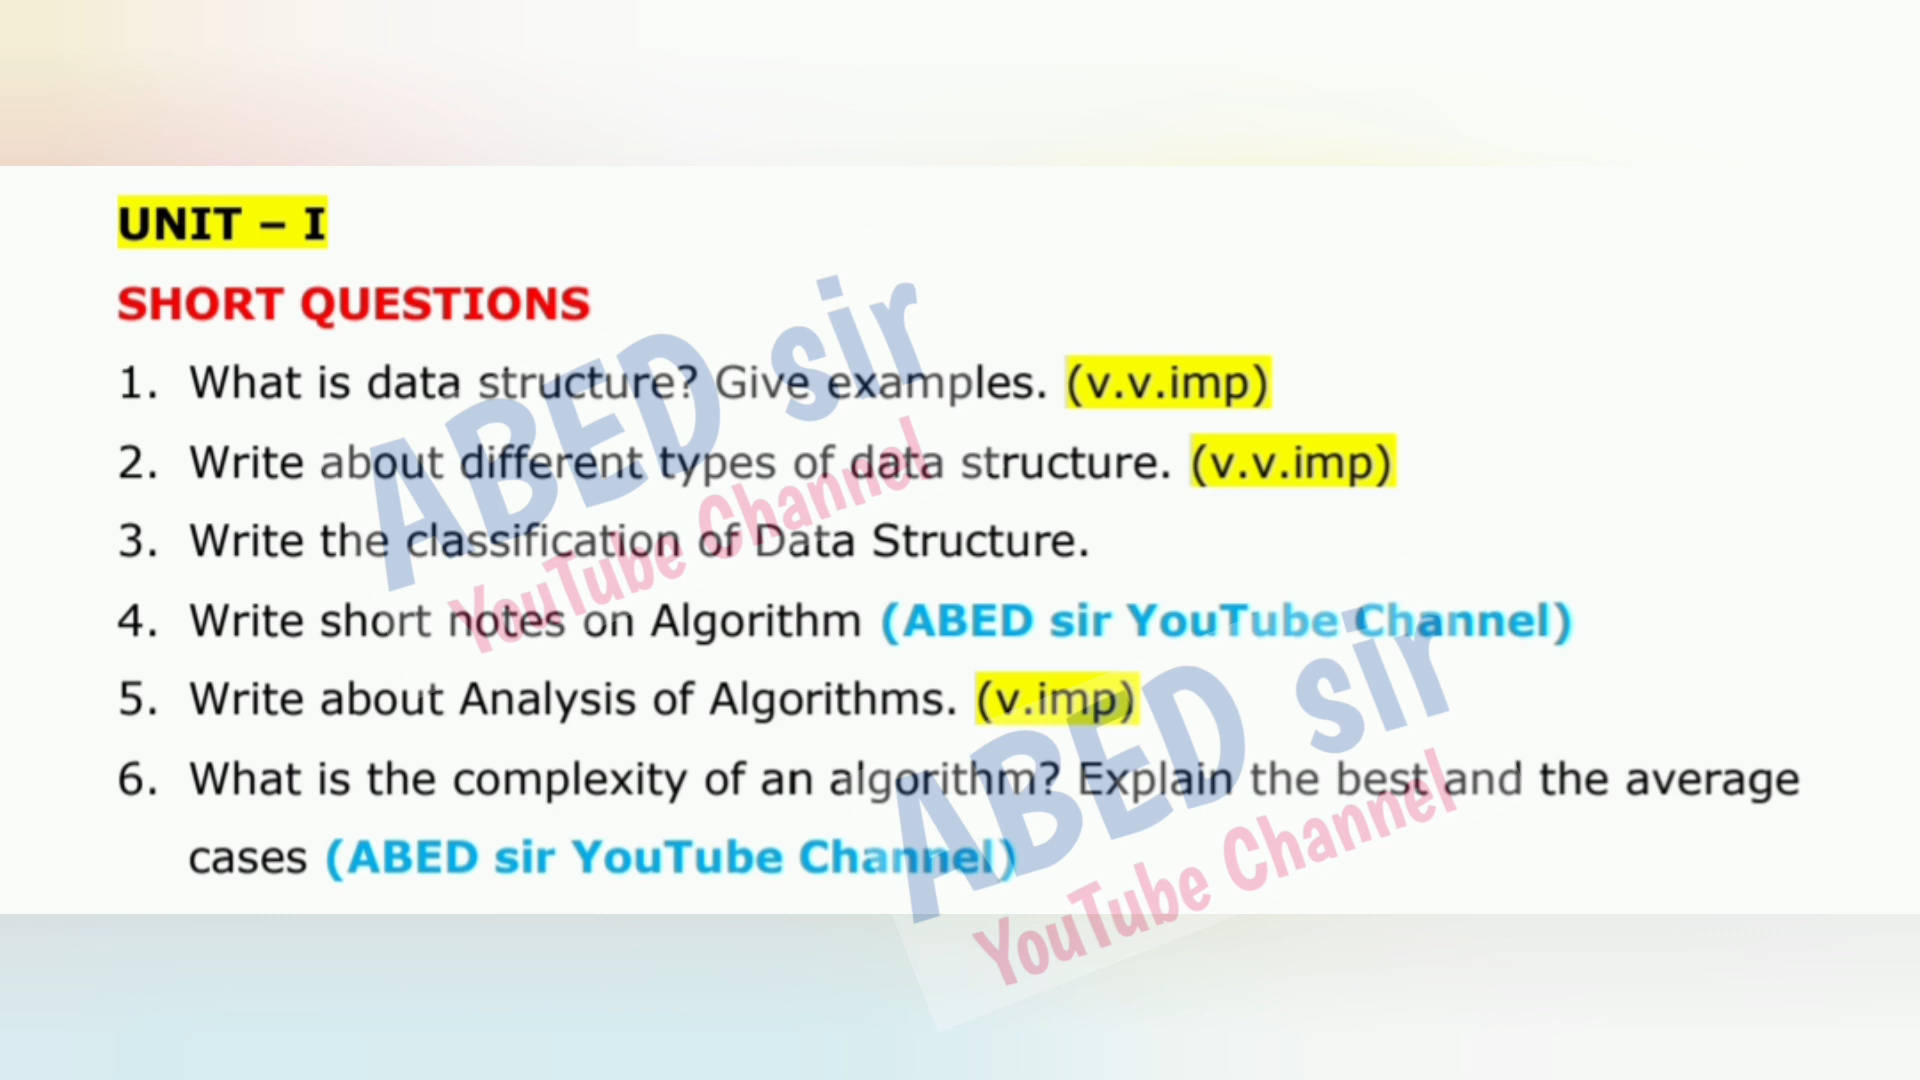 UNIT – I
SHORT QUESTIONS
1. What is data structure? Give examples. (v.v.imp)
2. Write about different types of data structure. (v.v.imp)
3. Write the classification of Data Structure.
4. Write short notes on Algorithm (ABED sir YouTube Channel)
5. Write about Analysis of Algorithms. (v.imp)
6. What is the complexity of an algorithm? Explain the best and the average
cases (ABED sir YouTube Channel)
ABED sir
YouTube Channel
ABED sir
YouTube Channel